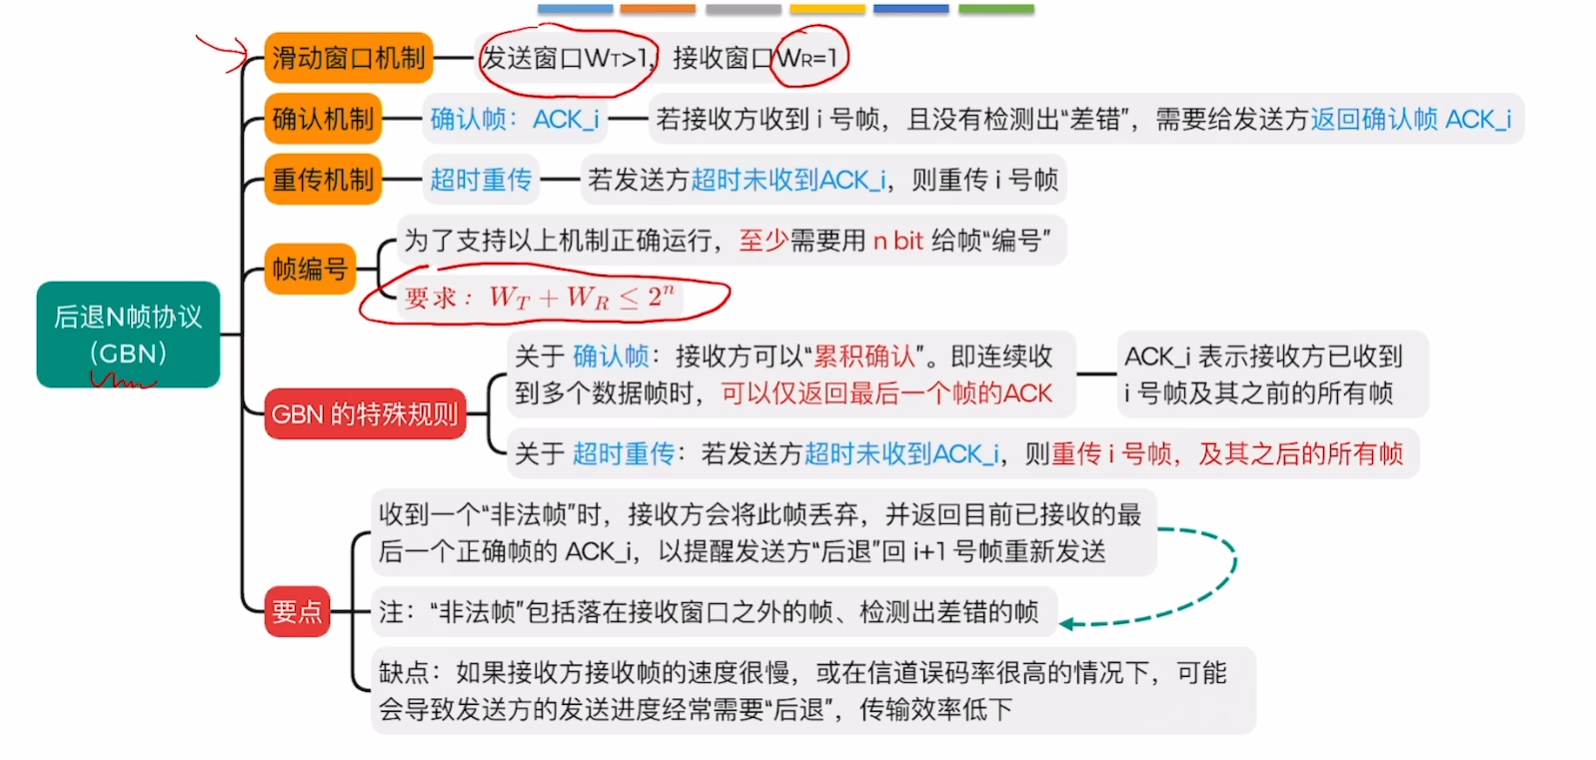 滑动窗口机制
发送窗口WT>1，接收窗口WR=1
确认机制
确认帧：ACK_i
若接收方收到 i 号帧，且没有检测出“差错”，需要给发送方返回确认帧 ACK_i
重传机制
超时重传
若发送方超时未收到ACK_i，则重传 i 号帧
帧编号
为了支持以上机制正确运行，至少需要用 n bit 给帧“编号”
要求：W_T + W_R ≤ 2^n
后退N帧协议
（GBN）
GBN 的特殊规则
关于 确认帧：接收方可以“累积确认”。即连续收
到多个数据帧时，可以仅返回最后一个帧的ACK
ACK_i 表示接收方已收到
i 号帧及其之前的所有帧
关于 超时重传：若发送方超时未收到ACK_i，则重传 i 号帧，及其之后的所有帧
要点
收到一个“非法帧”时，接收方会将此帧丢弃，并返回目前已接收的最
后一个正确帧的 ACK_i，以提醒发送方“后退”回 i+1 号帧重新发送
注：“非法帧”包括落在接收窗口之外的帧、检测出差错的帧
缺点：如果接收方接收帧的速度很慢，或在信道误码率很高的情况下，可能
会导致发送方的发送进度经常需要“后退”，传输效率低下